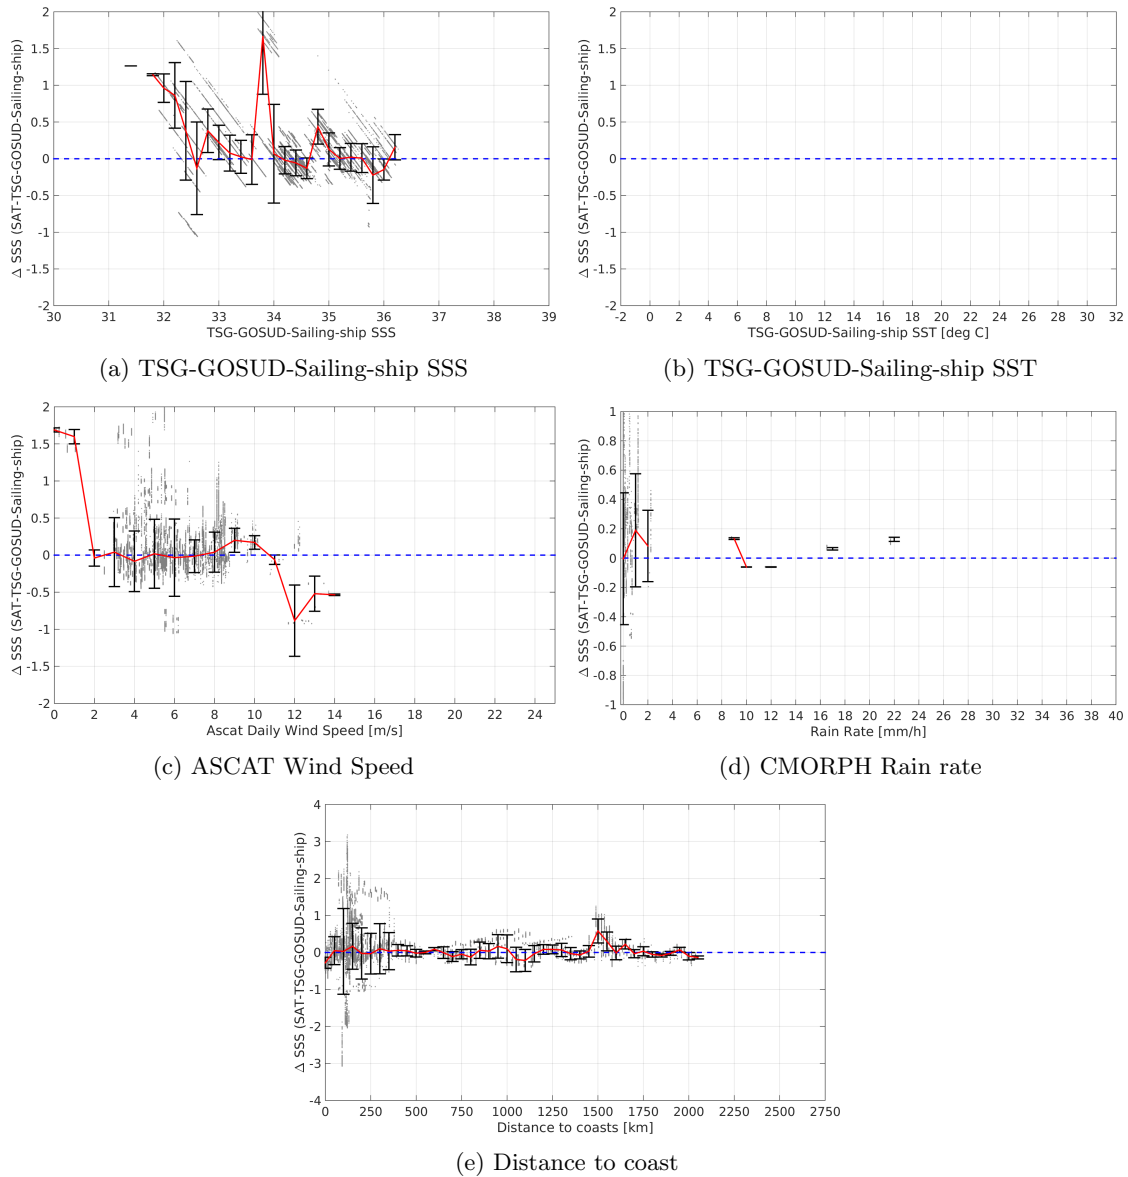 2
1.5
1
0.5
0
-0.5
-1
-1.5
-2
Δ SSS (SAT-TSG-GOSUD-Sailing-ship)
30 31 32 33 34 35 36 37 38 39
TSG-GOSUD-Sailing-ship SSS
(a) TSG-GOSUD-Sailing-ship SSS
2
1.5
1
0.5
0
-0.5
-1
-1.5
-2
Δ SSS (SAT-TSG-GOSUD-Sailing-ship)
-2 0 2 4 6 8 10 12 14 16 18 20 22 24 26 28 30 32
TSG-GOSUD-Sailing-ship SST [deg C]
(b) TSG-GOSUD-Sailing-ship SST
2
1.5
1
0.5
0
-0.5
-1
-1.5
-2
Δ SSS (SAT-TSG-GOSUD-Sailing-ship)
0 2 4 6 8 10 12 14 16 18 20 22 24
Ascat Daily Wind Speed [m/s]
(c) ASCAT Wind Speed
1
0.8
0.6
0.4
0.2
0
-0.2
-0.4
-0.6
-0.8
-1
Δ SSS (SAT-TSG-GOSUD-Sailing-ship)
0 2 4 6 8 10 12 14 16 18 20 22 24 26 28 30 32 34 36 38 40
Rain Rate [mm/h]
(d) CMORPH Rain rate
4
3
2
1
0
-1
-2
-3
-4
Δ SSS (SAT-TSG-GOSUD-Sailing-ship)
0 250 500 750 1000 1250 1500 1750 2000 2250 2500 2750
Distance to coasts [km]
(e) Distance to coast